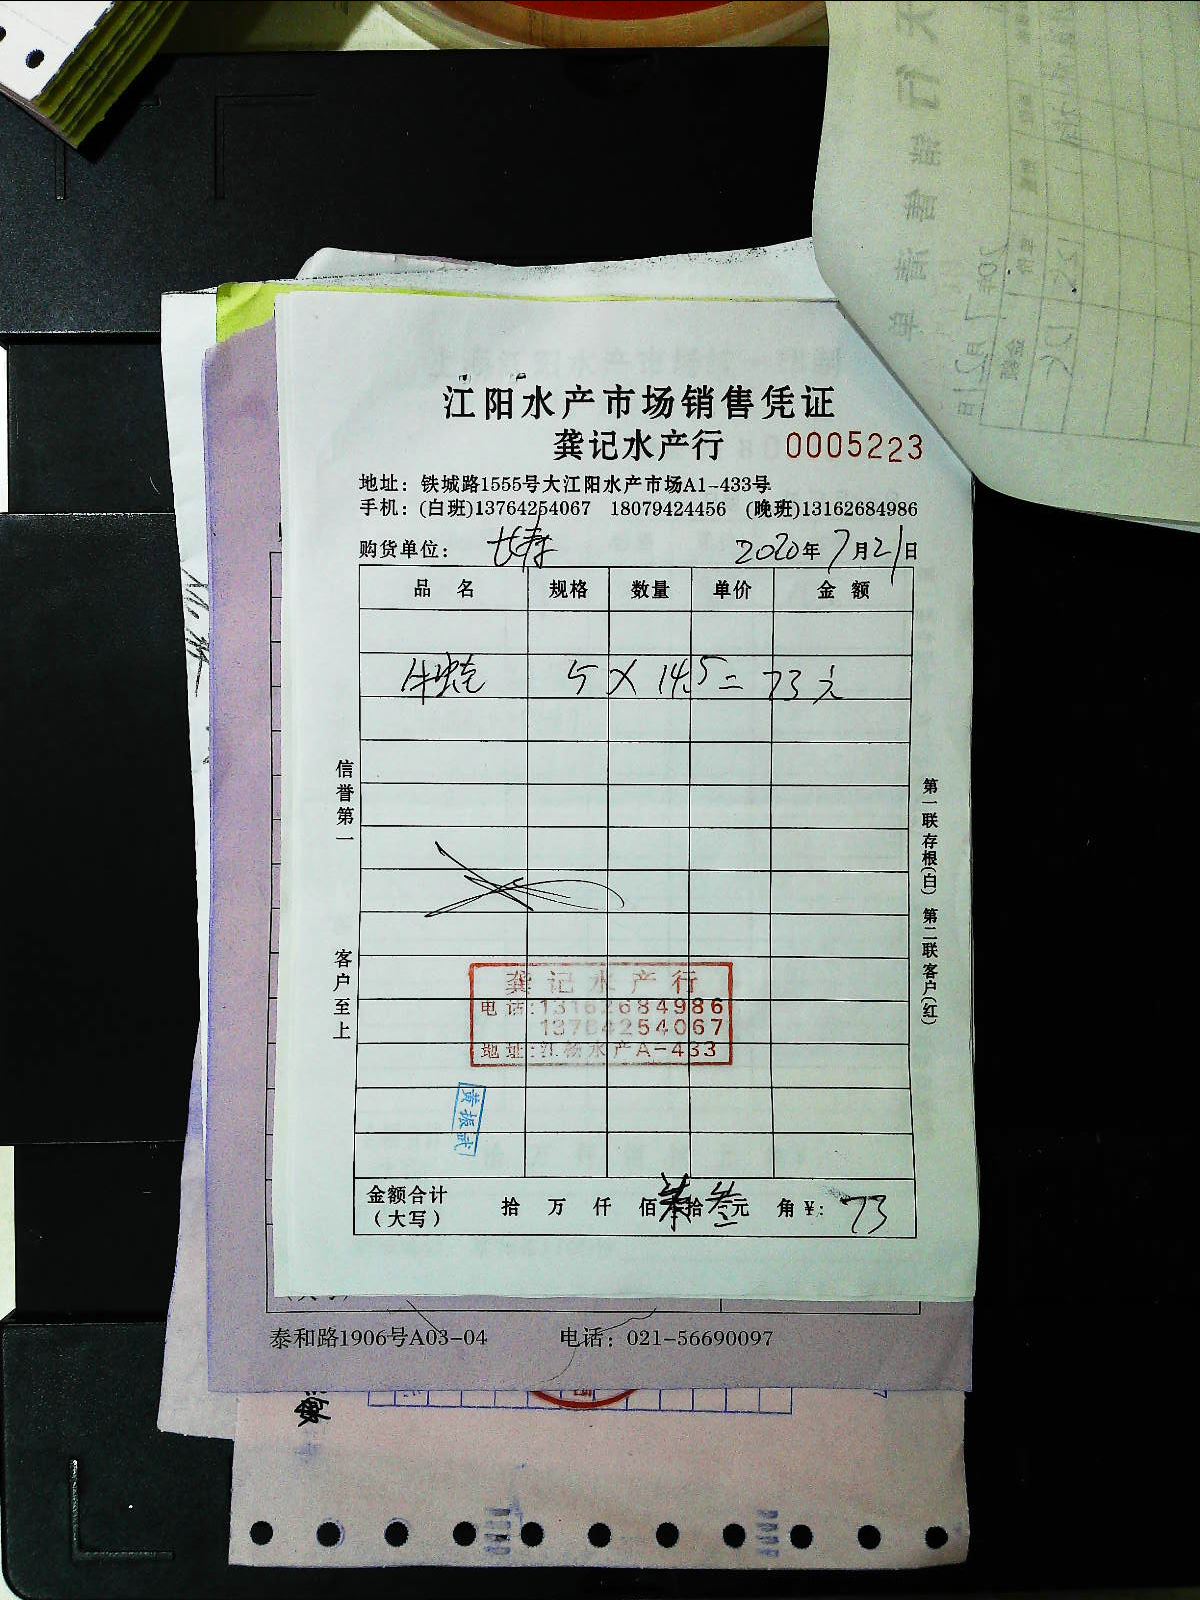 江阳水产市场销售凭证
龚记水产行 0005223
地址：铁城路1555号大江阳水产市场A1-433号
手机：(白班)13764254067 18079424456 (晚班)13162684986
购货单位：长寿 2020年7月21日
品名 规格 数量 单价 金额
5×14.5=73元
信誉第一
客户至上
第一联存根(白) 第二联客户(红)
龚记水产行
电话:13162684986
13764254067
地址:江杨水产A-433
黄振武
金额合计
(大写)
拾 万 仟 佰 柒拾叁元 角 ¥: 73
泰和路1906号A03-04 电话：021-56690097